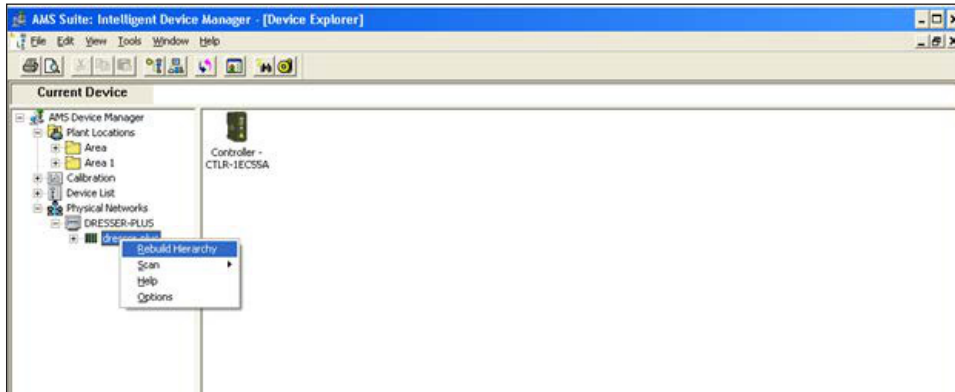 AMS Suite: Intelligent Device Manager - [Device Explorer]
File Edit View Tools Window Help
Current Device
AMS Device Manager
Plant Locations
Area
Area 1
Calibration
Device List
Physical Networks
DRESSER-PLUS
dresser-plus
Rebuild Hierarchy
Scan
Help
Options
Controller -
CTLR-1EC55A